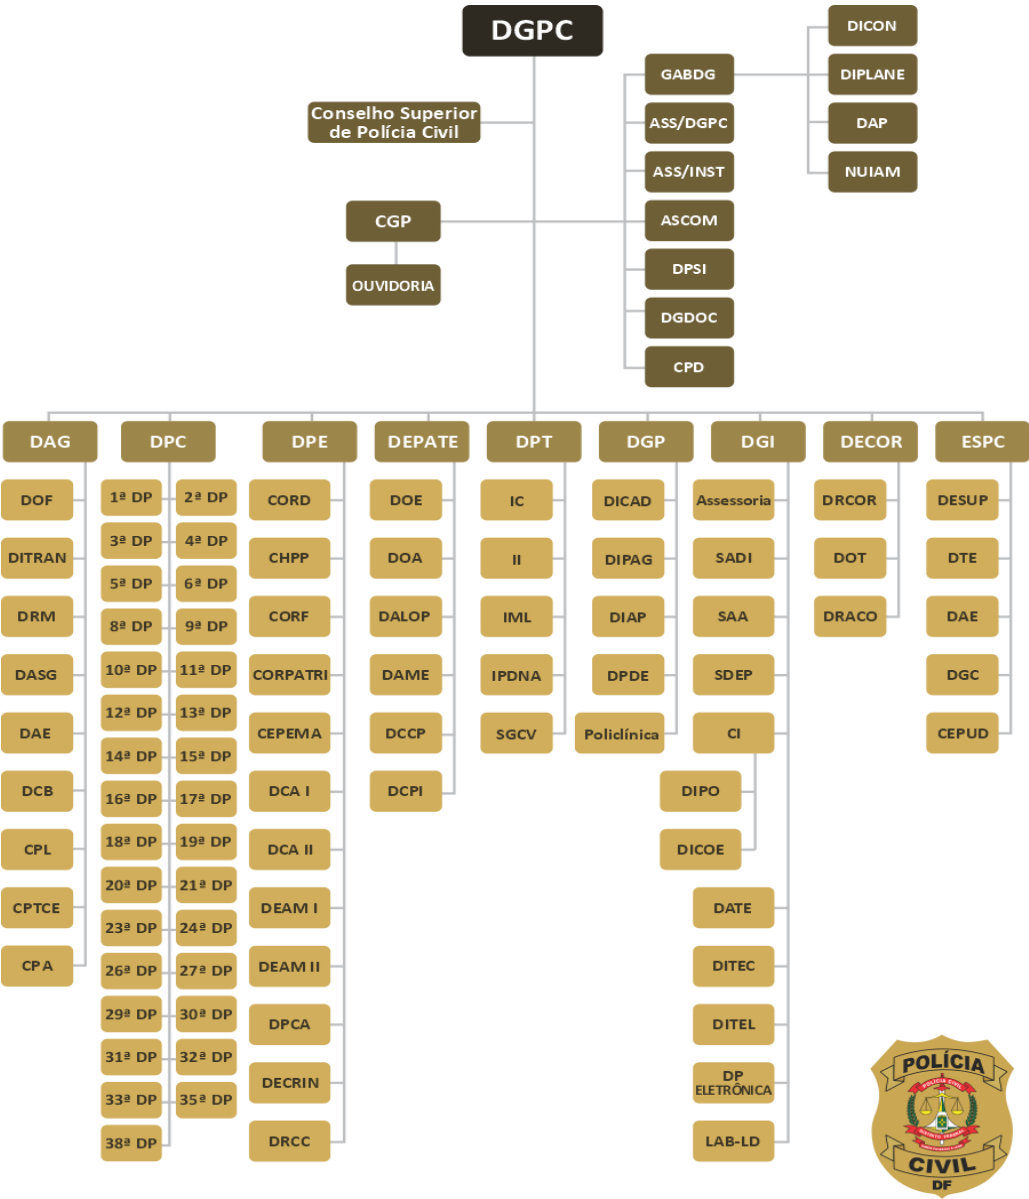 DGPC
Conselho Superior
de Polícia Civil
CGP
OUVIDORIA
GABDG
ASS/DGPC
ASS/INST
ASCOM
DPSI
DGDOC
CPD
DICON
DIPLANE
DAP
NUIAM
DAG
DOF
DITRAN
DRM
DASG
DAE
DCB
CPL
CPTCE
CPA
DPC
1ª DP
2ª DP
3ª DP
4ª DP
5ª DP
6ª DP
8ª DP
9ª DP
10ª DP
11ª DP
12ª DP
13ª DP
14ª DP
15ª DP
16ª DP
17ª DP
18ª DP
19ª DP
20ª DP
21ª DP
23ª DP
24ª DP
26ª DP
27ª DP
29ª DP
30ª DP
31ª DP
32ª DP
33ª DP
35ª DP
38ª DP
DPE
CORD
CHPP
CORF
CORPATRI
CEPEMA
DCA I
DCA II
DEAM I
DEAM II
DPCA
DECRIN
DRCC
DEPATE
DOE
DOA
DALOP
DAME
DCCP
DCPI
DPT
IC
II
IML
IPDNA
SGCV
DGP
DICAD
DIPAG
DIAP
DPDE
Policlínica
DGI
Assessoria
SADI
SAA
SDEP
CI
DIPO
DICOE
DATE
DITEC
DITEL
DP
ELETRÔNICA
LAB-LD
DECOR
DRCOR
DOT
DRACO
ESPC
DESUP
DTE
DAE
DGC
CEPUD
POLÍCIA
POLICIA CIVIL
DISTRITO FEDERAL
CIVIL
DF